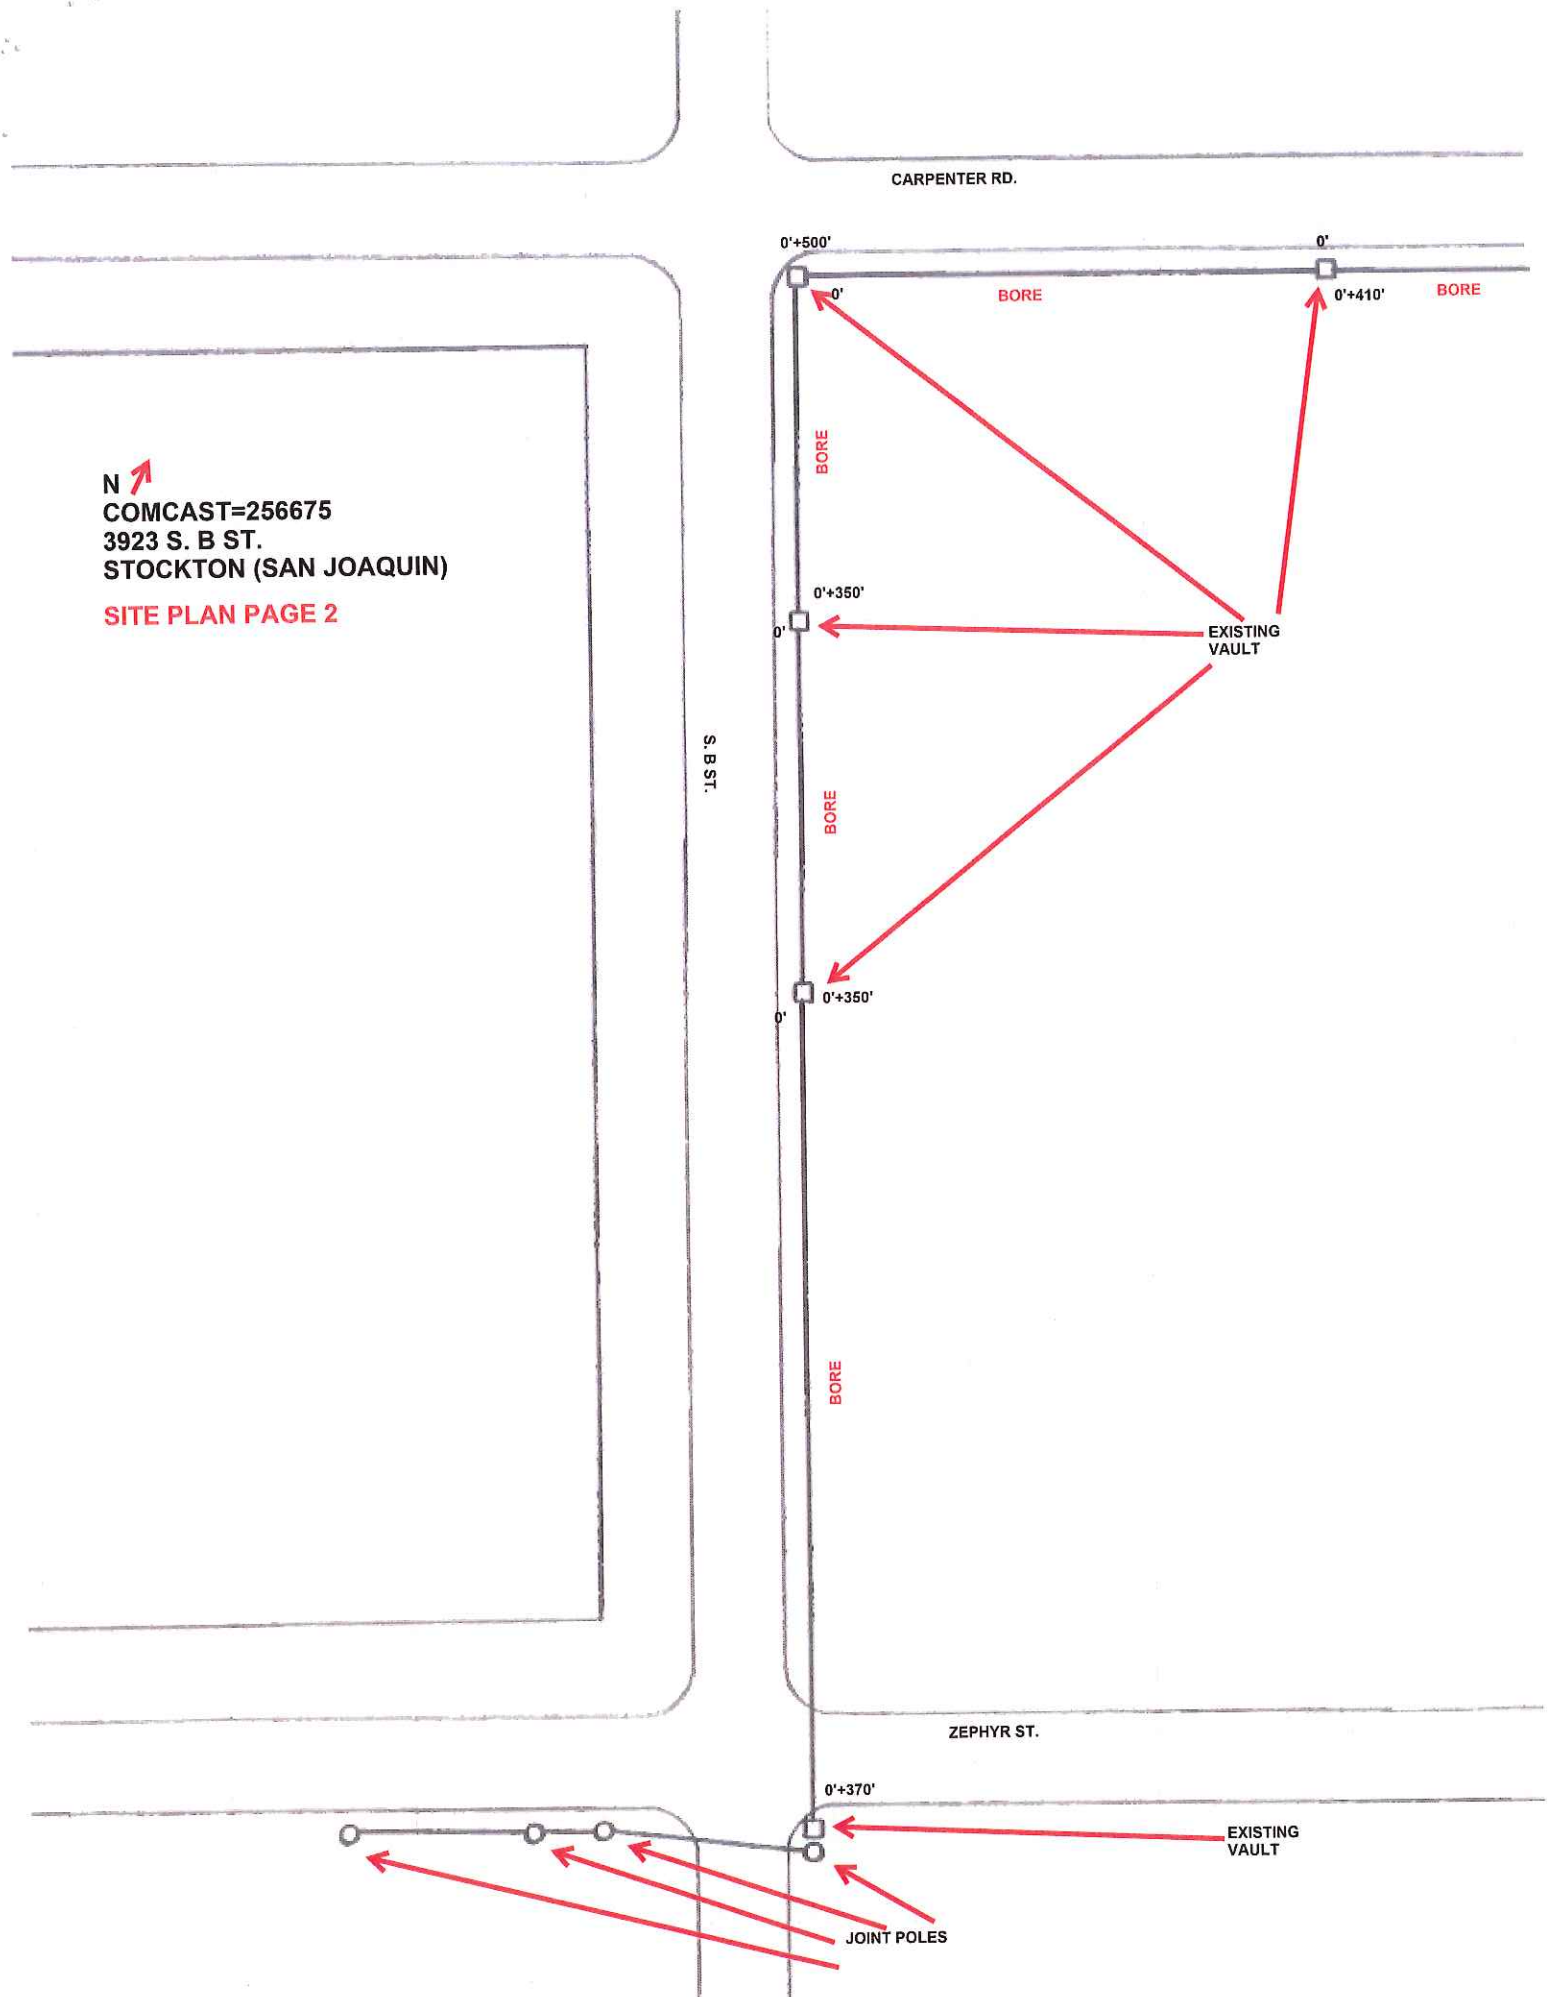 CARPENTER RD.
0'+500'
0'
0'
BORE
0'+410'
BORE
BORE
N
COMCAST=256675
3923 S. B ST.
STOCKTON (SAN JOAQUIN)
SITE PLAN PAGE 2
0'+350'
0'
EXISTING
VAULT
S. B ST.
BORE
0'+350'
0'
BORE
ZEPHYR ST.
0'+370'
EXISTING
VAULT
JOINT POLES